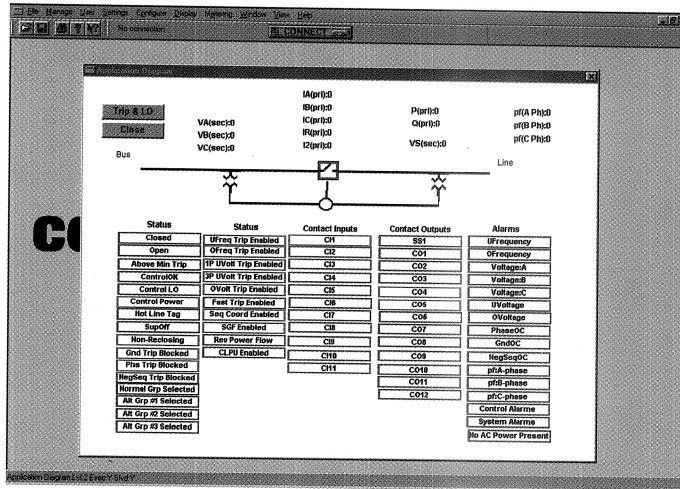 File Manage User Settings Configure Display Metering Window View Help
No connection
CONNECT
Application Diagram
Trip & LO
Close
IA(pri):0
IB(pri):0
IC(pri):0
IR(pri):0
I2(pri):0
VA(sec):0
VB(sec):0
VC(sec):0
P(pri):0
Q(pri):0
VS(sec):0
pf(A Ph):0
pf(B Ph):0
pf(C Ph):0
Bus
Line
Status
Closed
Open
Above Min Trip
ControlOK
Control LO
Control Power
Hot Line Tag
SupOff
Non-Reclosing
Gnd Trip Blocked
Phs Trip Blocked
NegSeq Trip Blocked
Normal Grp Selected
Alt Grp #1 Selected
Alt Grp #2 Selected
Alt Grp #3 Selected
Status
UFreq Trip Enabled
OFreq Trip Enabled
1P UVolt Trip Enabled
3P UVolt Trip Enabled
OVolt Trip Enabled
Fast Trip Enabled
Seq Coord Enabled
SGF Enabled
Rev Power Flow
CLPU Enabled
Contact Inputs
CI1
CI2
CI3
CI4
CI5
CI6
CI7
CI8
CI9
CI10
CI11
Contact Outputs
SS1
CO1
CO2
CO3
CO4
CO5
CO6
CO7
CO8
CO9
CO10
CO11
CO12
Alarms
UFrequency
OFrequency
Voltage:A
Voltage:B
Voltage:C
UVoltage
OVoltage
PhaseOC
GndOC
NegSeqOC
pf:A-phase
pf:B-phase
pf:C-phase
Control Alarms
System Alarms
No AC Power Present
Application Diagram